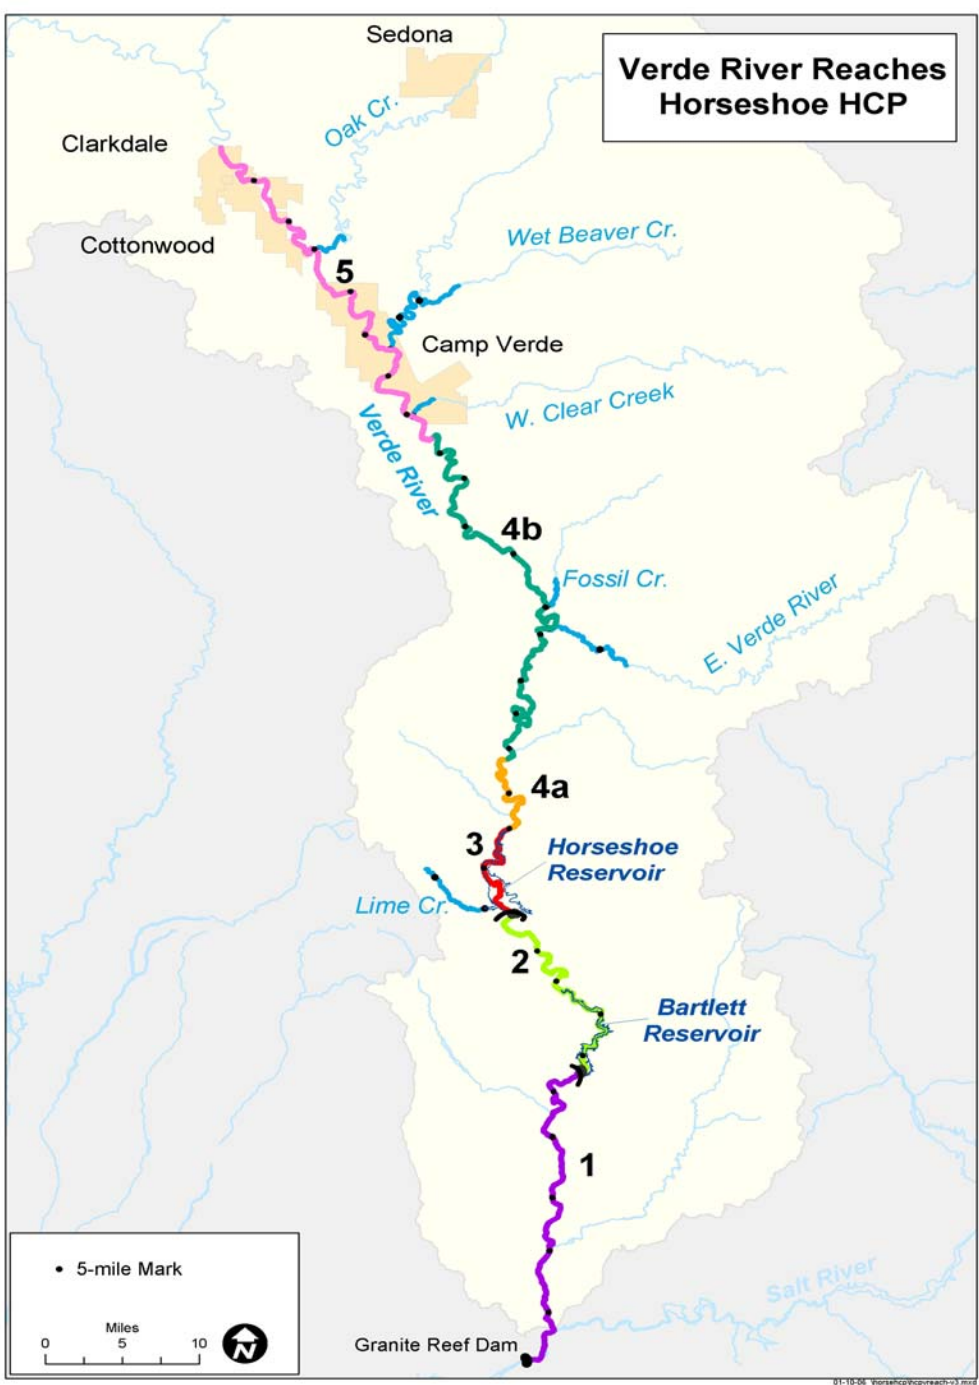 Verde River Reaches
Horseshoe HCP
Sedona
Oak Cr.
Clarkdale
Cottonwood
Wet Beaver Cr.
5
Camp Verde
W. Clear Creek
Verde River
4b
Fossil Cr.
E. Verde River
4a
3
Horseshoe
Reservoir
Lime Cr.
2
Bartlett
Reservoir
1
5-mile Mark
Salt River
Miles
0 5 10
N
Granite Reef Dam